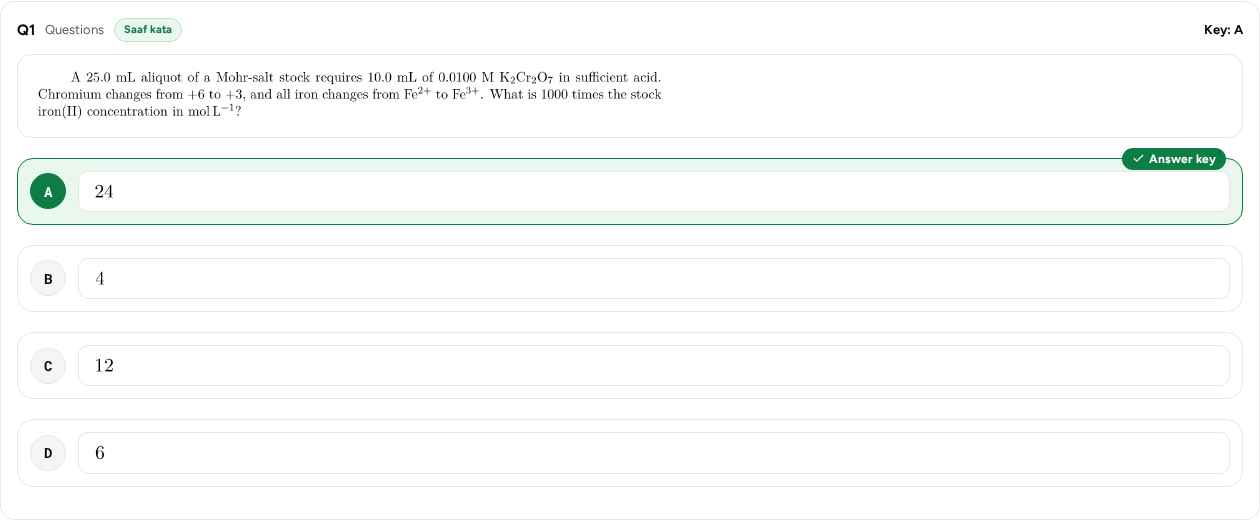 Q1 Questions Saaf kata Key: A
A 25.0 mL aliquot of a Mohr-salt stock requires 10.0 mL of 0.0100 M K₂Cr₂O₇ in sufficient acid.
Chromium changes from +6 to +3, and all iron changes from Fe²⁺ to Fe³⁺. What is 1000 times the stock
iron(II) concentration in mol L⁻¹?
✓ Answer key
A 24
B 4
C 12
D 6